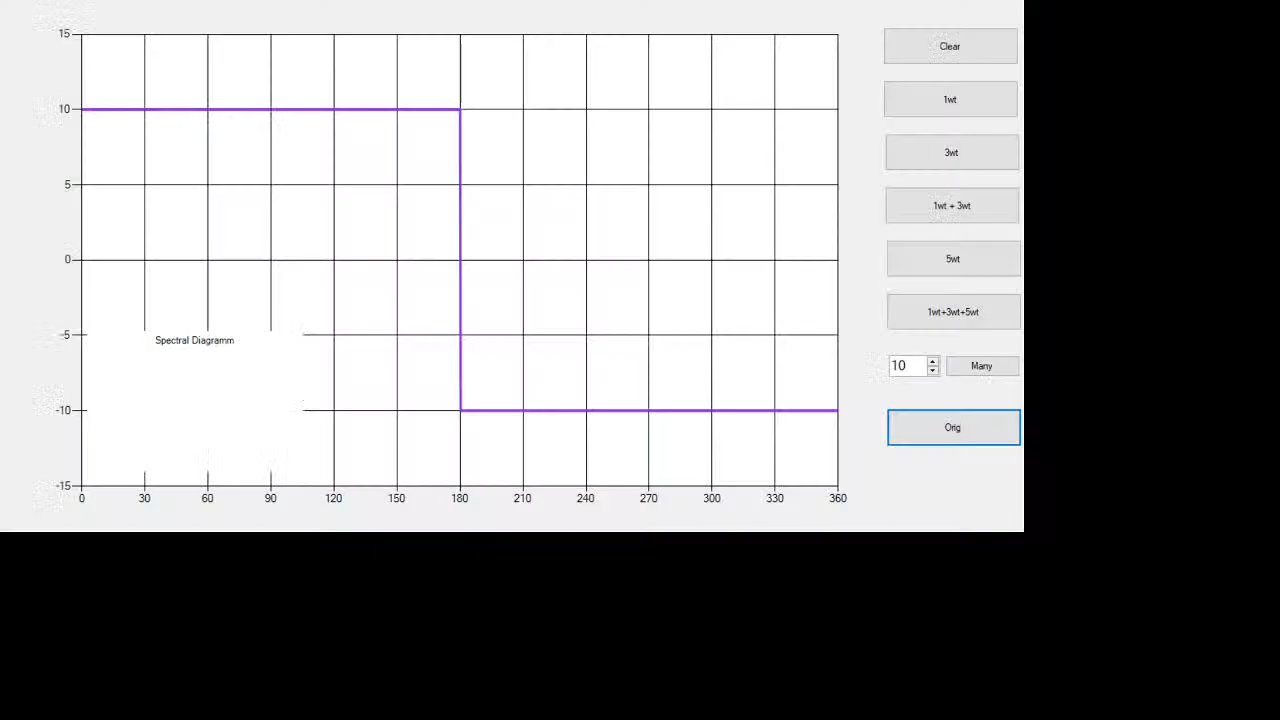 15
10
5
0
-5
-10
-15
0 30 60 90 120 150 180 210 240 270 300 330 360
Spectral Diagramm
Clear
1wt
3wt
1wt + 3wt
5wt
1wt+3wt+5wt
10 Many
Orig